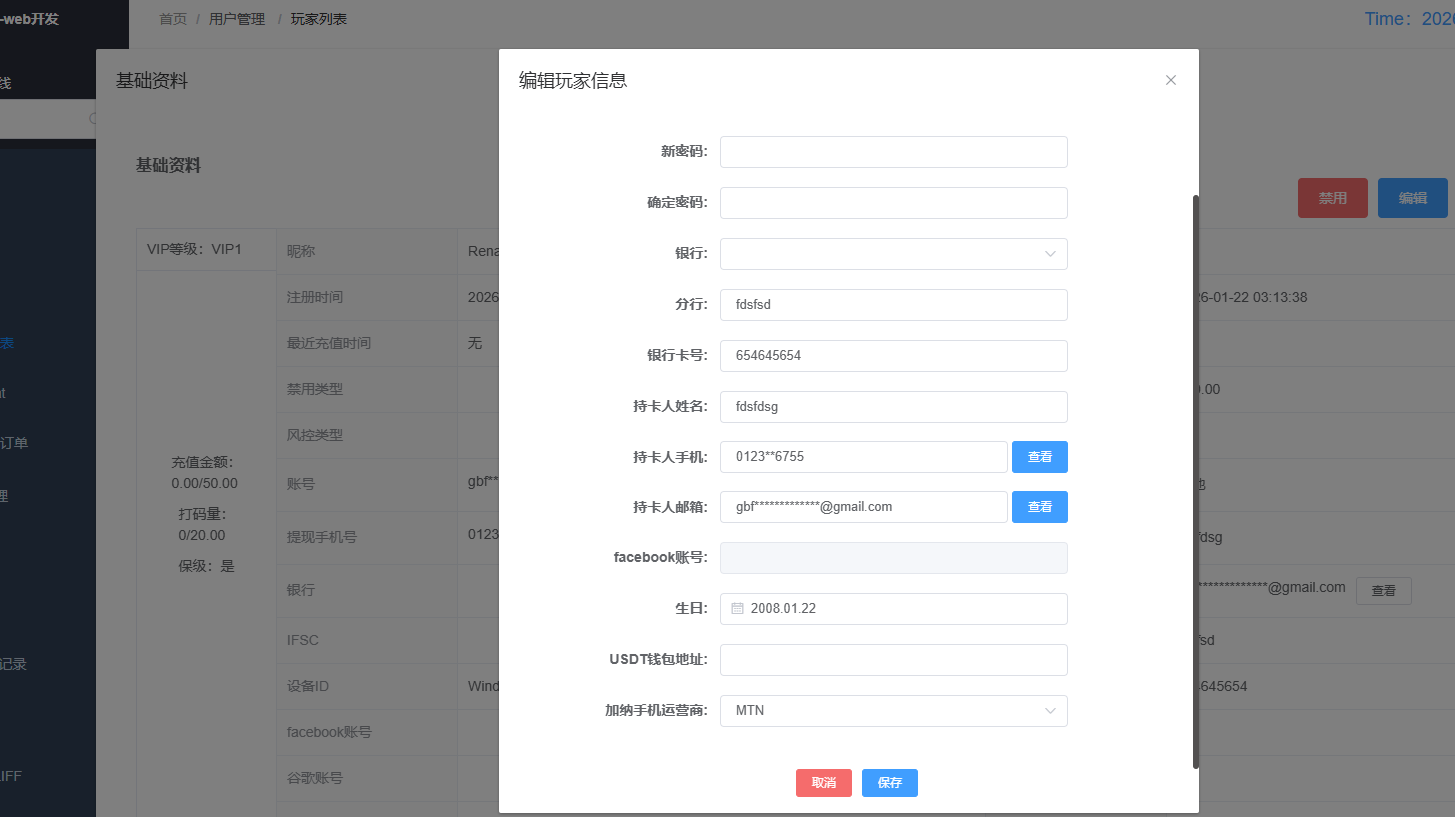 -web开发
首页 / 用户管理 / 玩家列表
Time：202
线
基础资料
编辑玩家信息
基础资料
禁用
编辑
VIP等级：VIP1
昵称
Rena
注册时间
2026
6-01-22 03:13:38
最近充值时间
无
禁用类型
.00
风控类型
充值金额：
0.00/50.00
打码量：
0/20.00
保级：是
账号
gbf**
提现手机号
0123
fdsg
银行
*************@gmail.com
查看
IFSC
sd
设备ID
Wind
645654
facebook账号
谷歌账号
表
t
订单
理
记录
IFF
新密码：
确定密码：
银行：
分行： fdsfsd
银行卡号： 654645654
持卡人姓名： fdsfdsg
持卡人手机： 0123**6755 查看
持卡人邮箱： gbf*************@gmail.com 查看
facebook账号：
生日： 2008.01.22
USDT钱包地址：
加纳手机运营商： MTN
取消 保存